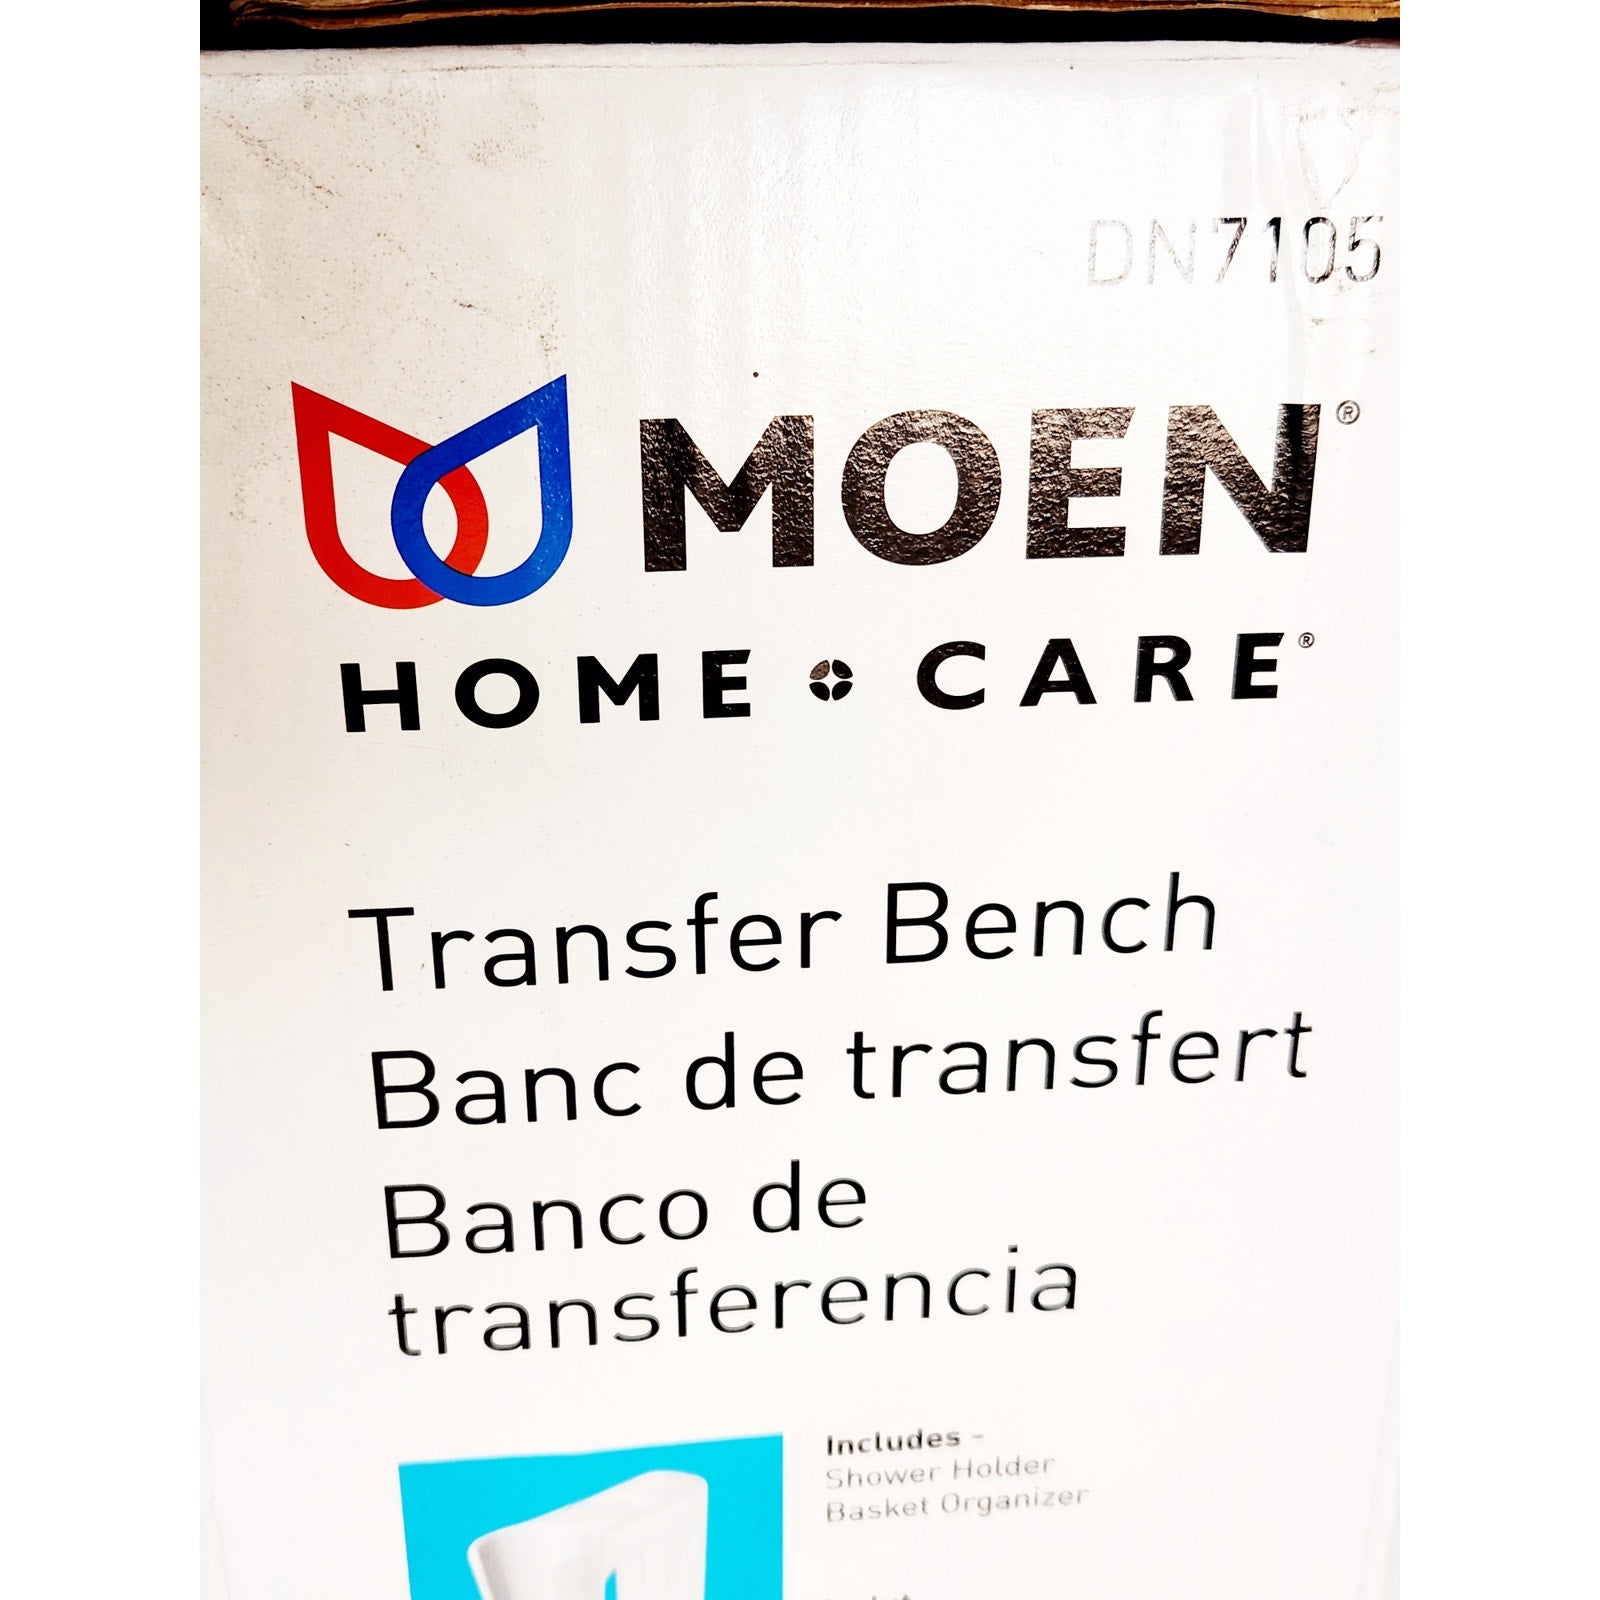 DN7105
MOEN®
HOME CARE®
Transfer Bench
Banc de transfert
Banco de
transferencia
Includes -
Shower Holder
Basket Organizer